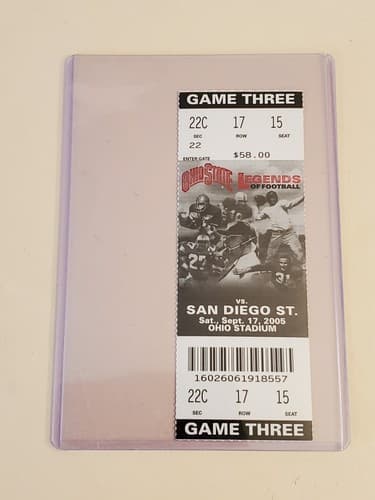 GAME THREE
22C 17 15
SEC ROW SEAT
22
ENTER GATE $58.00
OHIO STATE LEGENDS
OF FOOTBALL
vs.
SAN DIEGO ST.
Sat., Sept. 17, 2005
OHIO STADIUM
16026061918557
22C 17 15
SEC ROW SEAT
GAME THREE